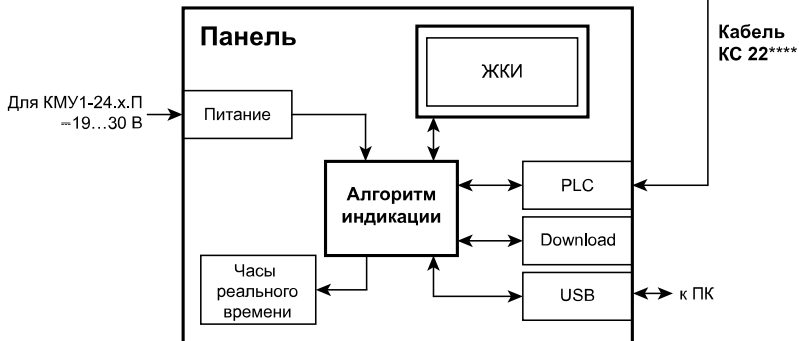 Панель
Кабель
КС 22****
ЖКИ
Для КМУ1-24.х.П
⎓19...30 В
Питание
Алгоритм
индикации
PLC
Download
Часы
реального
времени
USB
к ПК